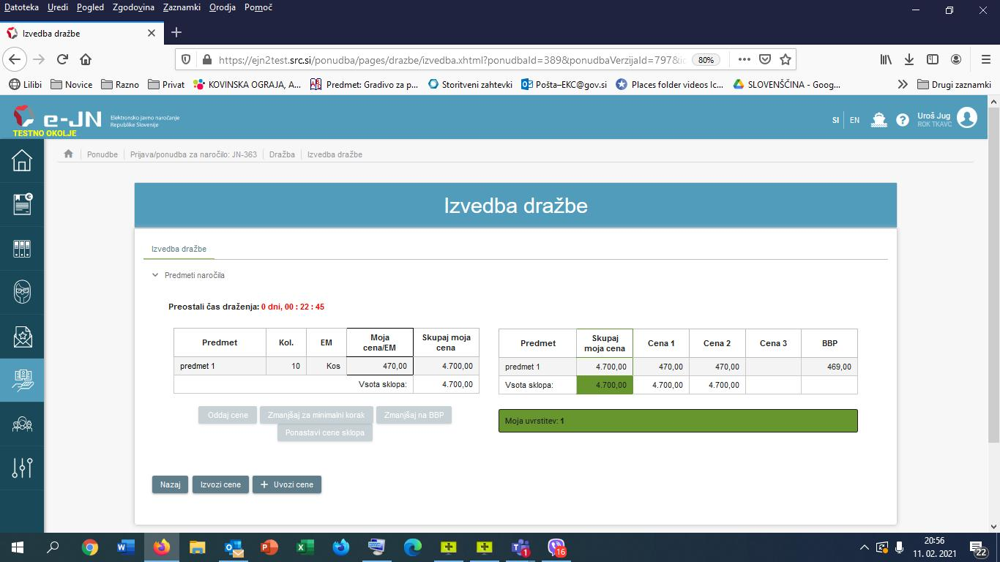 Datoteka Uredi Pogled Zgodovina Zaznamki Orodja Pomoč
Izvedba dražbe
https://ejn2test.src.si/ponudba/pages/drazbe/izvedba.xhtml?ponudbaId=389&ponudbaVerzijaId=797&
80%
Lilibi Novice Razno Privat KOVINSKA OGRAJA, A... Predmet: Gradivo za p... Storitveni zahtevki Pošta–EKC@gov.si Places folder videos Ic... SLOVENŠČINA - Goog... Drugi zaznamki
e-JN Elektronsko javno naročanje
Republike Slovenije
TESTNO OKOLJE
SI EN Uroš Jug
ROK TKAVC
Ponudbe Prijava/ponudba za naročilo: JN-363 Dražba Izvedba dražbe
Izvedba dražbe
Izvedba dražbe
Predmeti naročila
Preostali čas draženja: 0 dni, 00 : 22 : 45
Predmet Kol. EM Moja cena/EM Skupaj moja cena
predmet 1 10 Kos 470,00 4.700,00
Vsota sklopa: 4.700,00
Oddaj cene Zmanjšaj za minimalni korak Zmanjšaj na BBP
Ponastavi cene sklopa
Predmet Skupaj moja cena Cena 1 Cena 2 Cena 3 BBP
predmet 1 4.700,00 470,00 470,00 469,00
Vsota sklopa: 4.700,00 4.700,00 4.700,00
Moja uvrstitev: 1
Nazaj Izvozi cene + Uvozi cene
1 16
20:56
11. 02. 2021
22